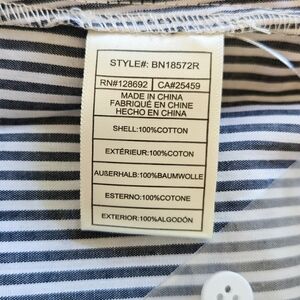 STYLE#: BN18572R
RN#128692 CA#25459
MADE IN CHINA
FABRIQUÉ EN CHINE
HECHO EN CHINA
SHELL:100%COTTON
EXTÉRIEUR:100%COTON
AUßERHALB:100%BAUMWOLLE
ESTERNO:100%COTONE
EXTERIOR:100%ALGODÓN